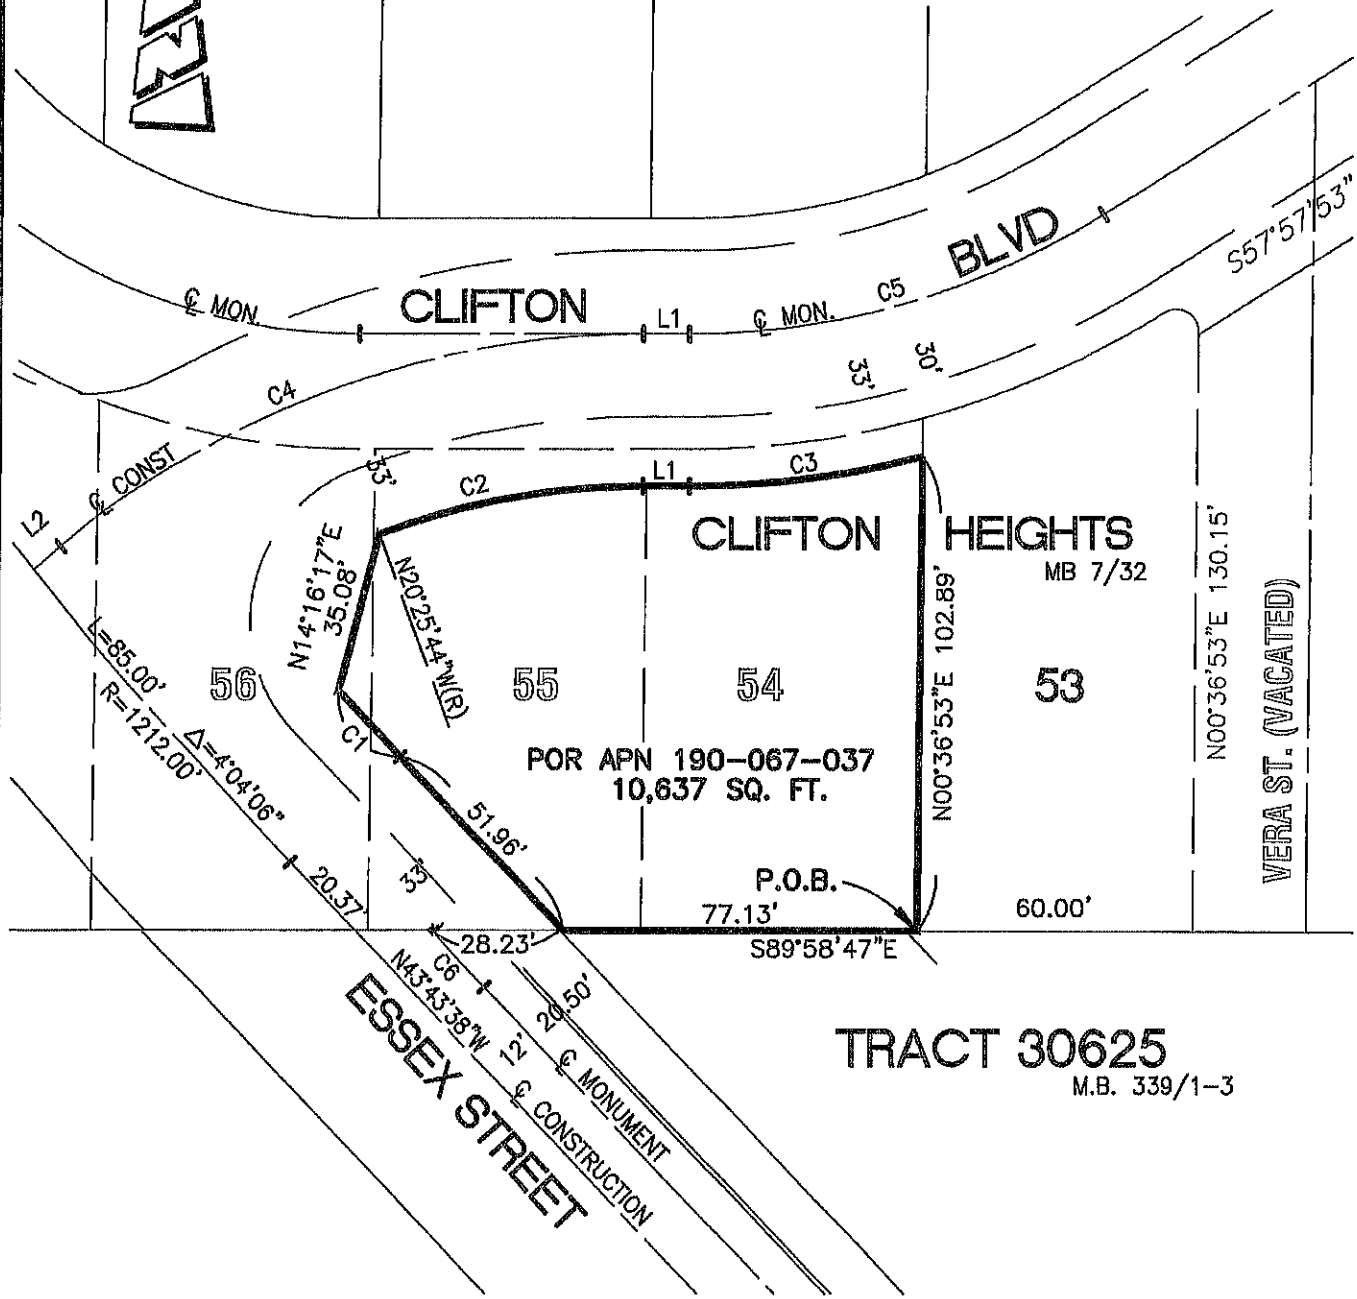 BLVD
S57°57'53"
C5
℄ MON.
CLIFTON
L1
℄ MON.
C4
33'
30'
℄ CONST
33'
C2
L1
C3
L2
CLIFTON HEIGHTS
MB 7/32
N14°16'17"E
35.08'
N20°25'44"W(R)
N00°36'53"E 102.89'
N00°36'53"E 130.15'
VERA ST. (VACATED)
L=85.00'
R=1212.00'
Δ=4°04'06"
56
55
54
53
C1
POR APN 190-067-037
10,637 SQ. FT.
51.96'
33'
20.37'
P.O.B.
77.13'
60.00'
28.23'
S89°58'47"E
C6
N43°43'38"W
20.50'
12'
ESSEX STREET
℄ MONUMENT
℄ CONSTRUCTION
TRACT 30625
M.B. 339/1-3